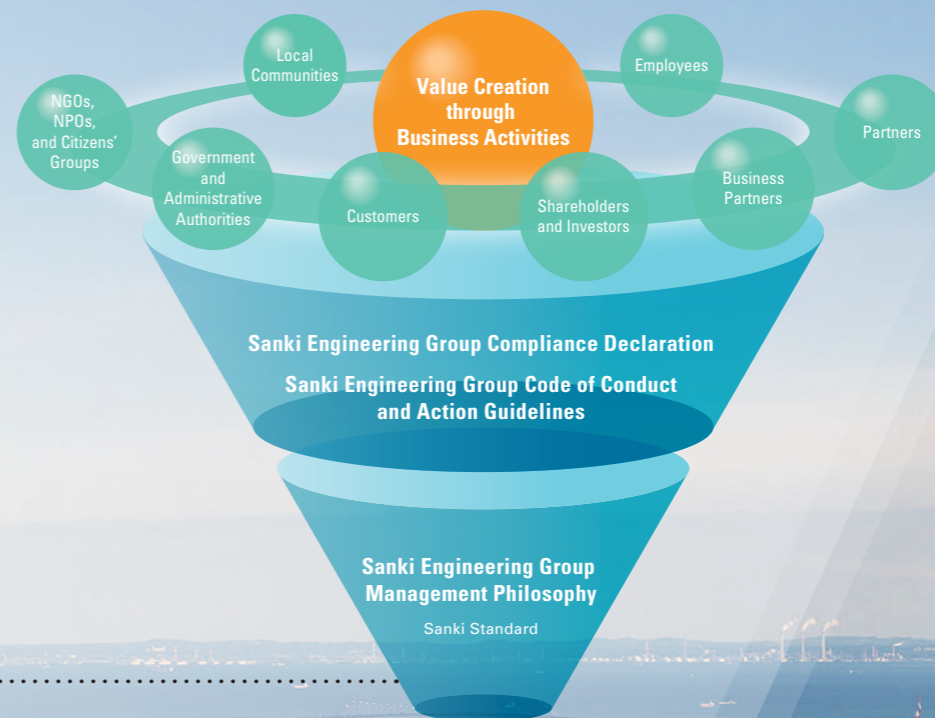 Local
Communities
Employees
Value Creation
through
Business Activities
NGOs,
NPOs,
and Citizens'
Groups
Partners
Government
and
Administrative
Authorities
Customers
Shareholders
and Investors
Business
Partners
Sanki Engineering Group Compliance Declaration
Sanki Engineering Group Code of Conduct
and Action Guidelines
Sanki Engineering Group
Management Philosophy
Sanki Standard